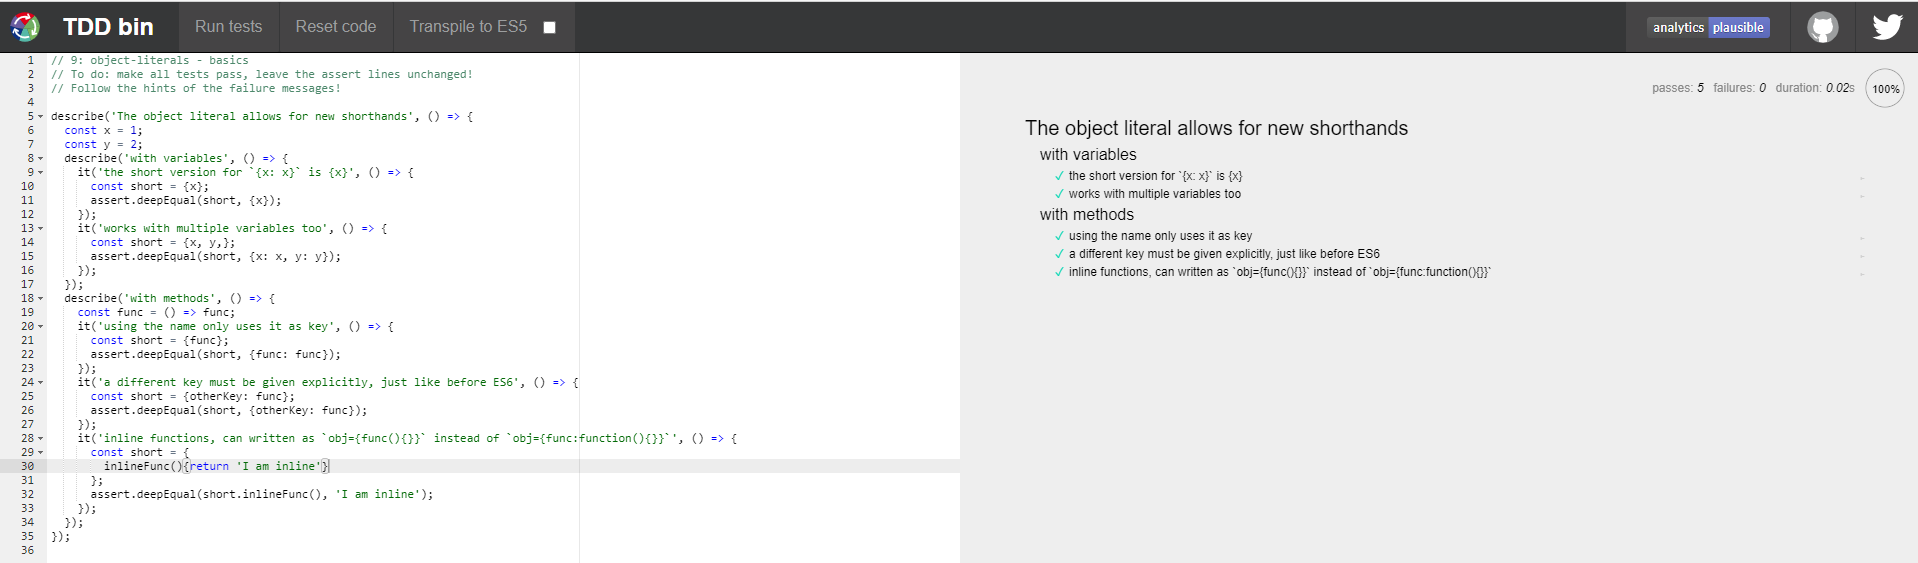 TDD bin Run tests Reset code Transpile to ES5 analytics plausible
1 // 9: object-literals - basics
2 // To do: make all tests pass, leave the assert lines unchanged!
3 // Follow the hints of the failure messages!
4
5 describe('The object literal allows for new shorthands', () => {
6 const x = 1;
7 const y = 2;
8 describe('with variables', () => {
9 it('the short version for `{x: x}` is {x}', () => {
10 const short = {x};
11 assert.deepEqual(short, {x});
12 });
13 it('works with multiple variables too', () => {
14 const short = {x, y,};
15 assert.deepEqual(short, {x: x, y: y});
16 });
17 });
18 describe('with methods', () => {
19 const func = () => func;
20 it('using the name only uses it as key', () => {
21 const short = {func};
22 assert.deepEqual(short, {func: func});
23 });
24 it('a different key must be given explicitly, just like before ES6', () => {
25 const short = {otherKey: func};
26 assert.deepEqual(short, {otherKey: func});
27 });
28 it('inline functions, can written as `obj={func(){}}` instead of `obj={func:function(){}}`', () => {
29 const short = {
30 inlineFunc(){return 'I am inline'}
31 };
32 assert.deepEqual(short.inlineFunc(), 'I am inline');
33 });
34 });
35 });
36
passes: 5 failures: 0 duration: 0.02s 100%
The object literal allows for new shorthands
with variables
✓ the short version for `{x: x}` is {x}
✓ works with multiple variables too
with methods
✓ using the name only uses it as key
✓ a different key must be given explicitly, just like before ES6
✓ inline functions, can written as `obj={func(){}}` instead of `obj={func:function(){}}`